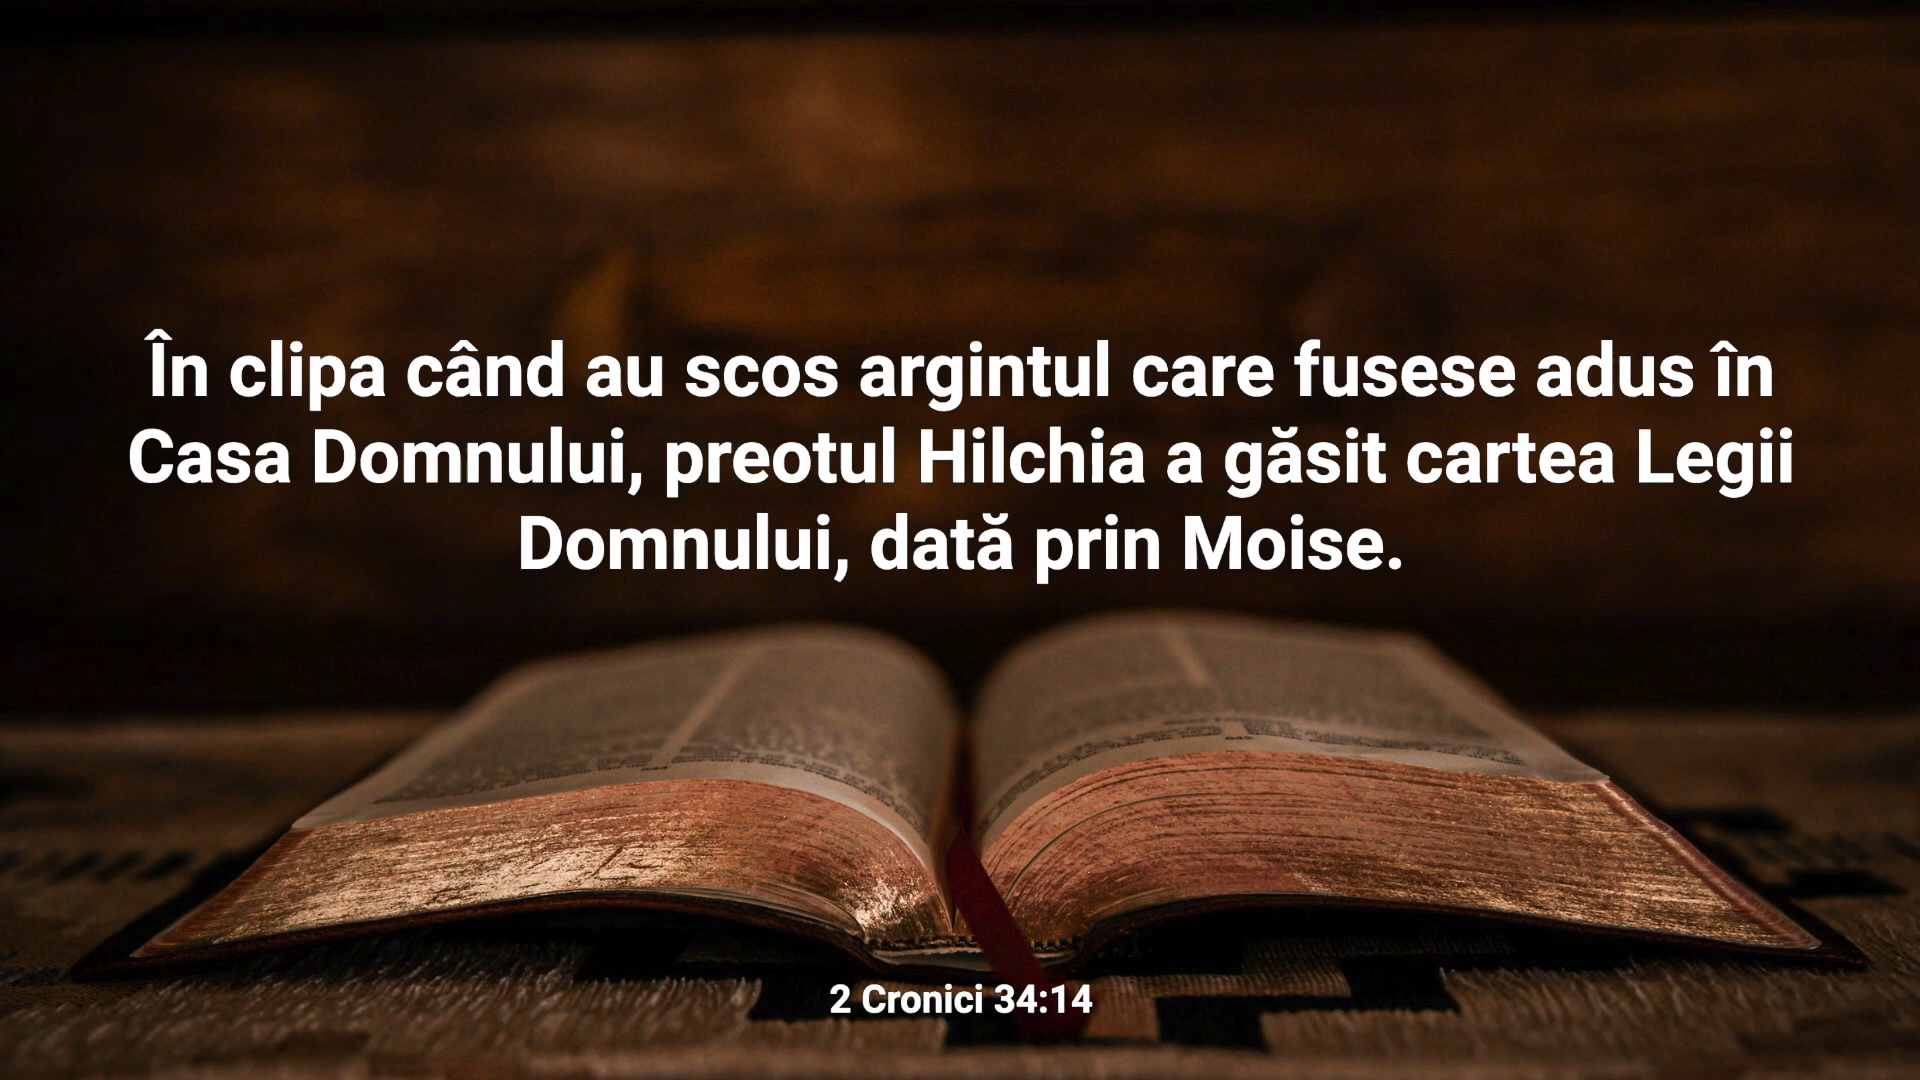 În clipa când au scos argintul care fusese adus în
Casa Domnului, preotul Hilchia a găsit cartea Legii
Domnului, dată prin Moise.
2 Cronici 34:14